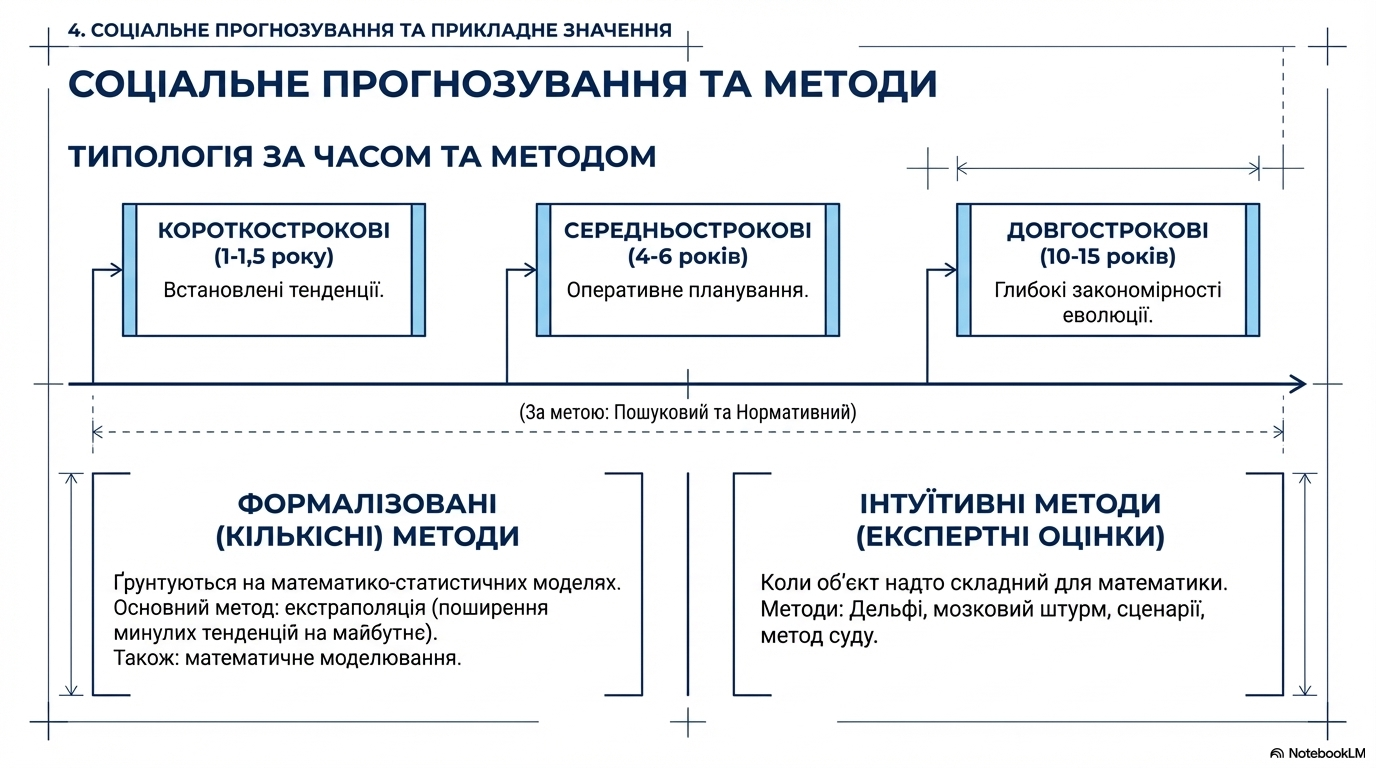 4. СОЦІАЛЬНЕ ПРОГНОЗУВАННЯ ТА ПРИКЛАДНЕ ЗНАЧЕННЯ
СОЦІАЛЬНЕ ПРОГНОЗУВАННЯ ТА МЕТОДИ
ТИПОЛОГІЯ ЗА ЧАСОМ ТА МЕТОДОМ
КОРОТКОСТРОКОВІ
(1-1,5 року)
Встановлені тенденції.
СЕРЕДНЬОСТРОКОВІ
(4-6 років)
Оперативне планування.
ДОВГОСТРОКОВІ
(10-15 років)
Глибокі закономірності
еволюції.
(За метою: Пошуковий та Нормативний)
ФОРМАЛІЗОВАНІ
(КІЛЬКІСНІ) МЕТОДИ
Ґрунтуються на математико-статистичних моделях.
Основний метод: екстраполяція (поширення
минулих тенденцій на майбутнє).
Також: математичне моделювання.
ІНТУЇТИВНІ МЕТОДИ
(ЕКСПЕРТНІ ОЦІНКИ)
Коли об’єкт надто складний для математики.
Методи: Дельфі, мозковий штурм, сценарії,
метод суду.
NotebookLM